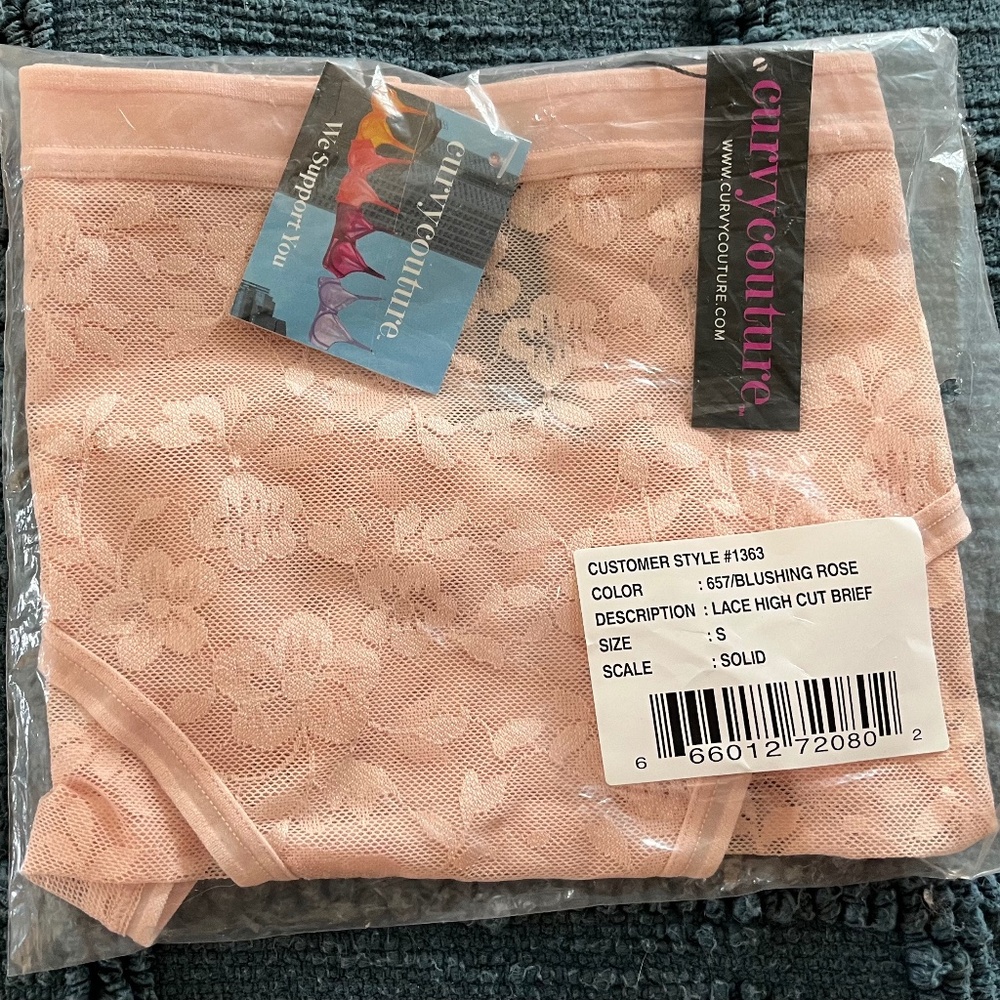 curvycouture.
We Support You
curvycouture™
WWW.CURVYCOUTURE.COM
CUSTOMER STYLE #1363
COLOR : 657/BLUSHING ROSE
DESCRIPTION : LACE HIGH CUT BRIEF
SIZE : S
SCALE : SOLID
6 66012 72080 2